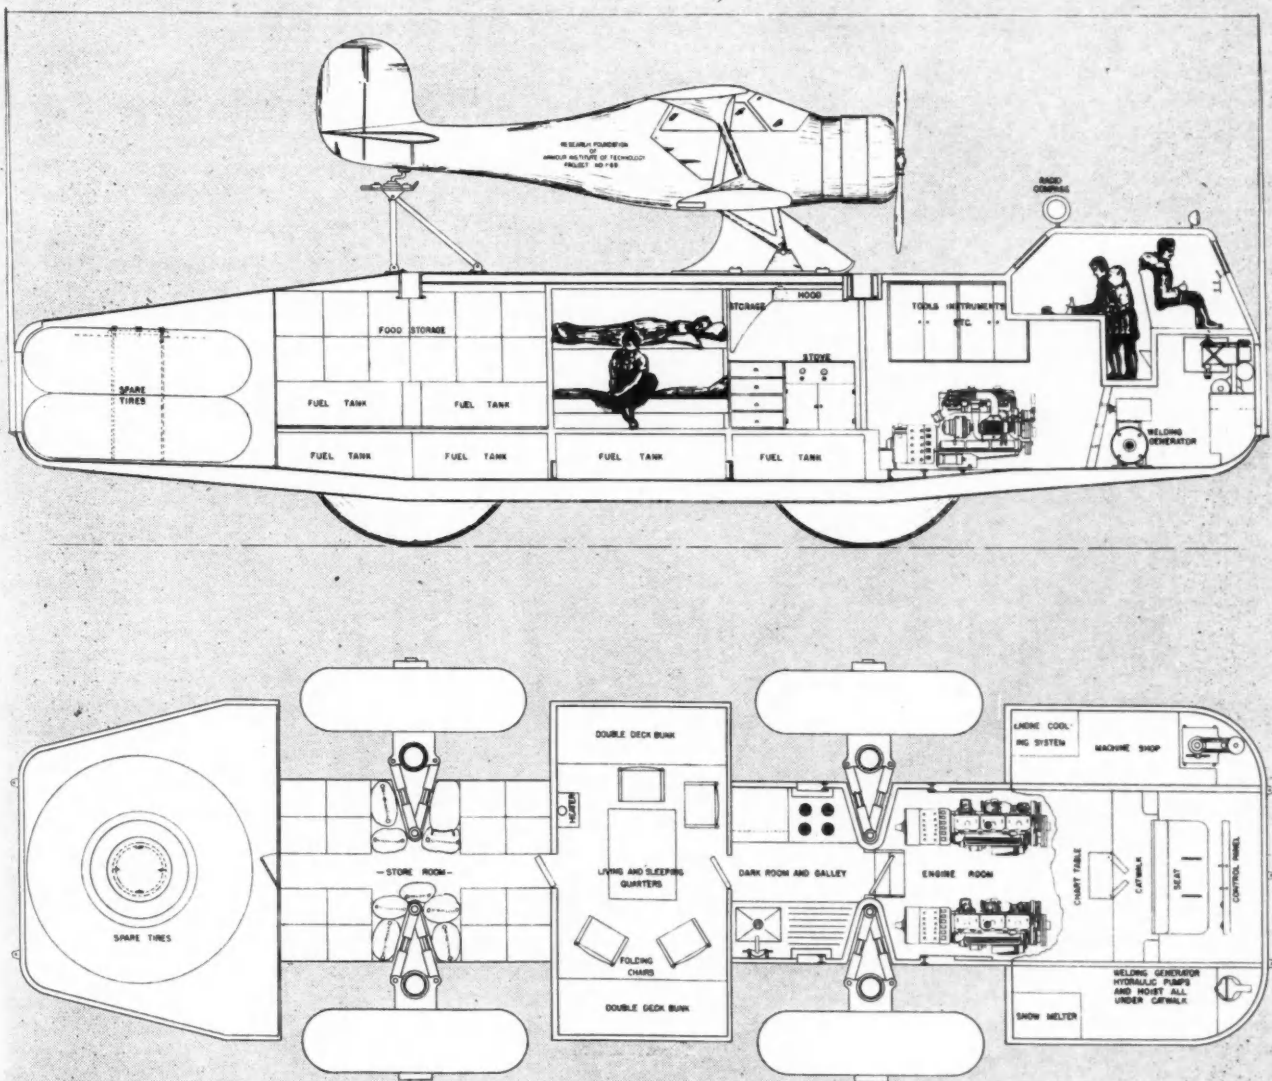 RESEARCH FOUNDATION
OF
ARMOUR INSTITUTE OF TECHNOLOGY
PROJECT NO
RADIO
COMPASS
FOOD STORAGE
STORAGE
HOOD
TOOLS INSTRUMENTS
ETC.
STOVE
SPARE
TIRES
FUEL TANK
FUEL TANK
WELDING
GENERATOR
FUEL TANK
FUEL TANK
FUEL TANK
FUEL TANK
DOUBLE DECK BUNK
ENGINE COOL-
ING SYSTEM
MACHINE SHOP
HEATER
-STORE ROOM-
LIVING AND SLEEPING
QUARTERS
DARK ROOM AND GALLEY
ENGINE ROOM
CHART TABLE
CATWALK
SEAT
CONTROL PANEL
SPARE TIRES
FOLDING
CHAIRS
DOUBLE DECK BUNK
WELDING GENERATOR
HYDRAULIC PUMPS
AND HOIST ALL
UNDER CATWALK
SNOW MELTER